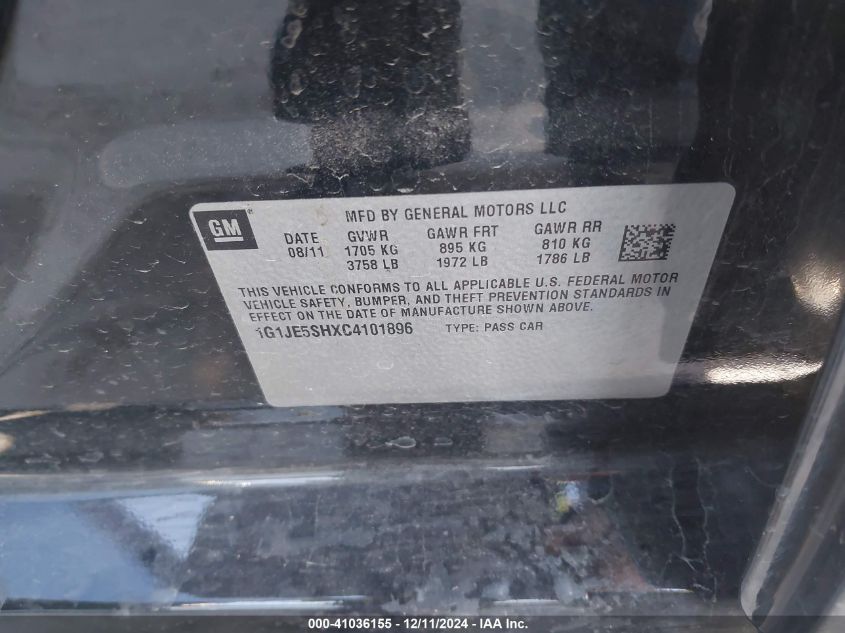 GM
MFD BY GENERAL MOTORS LLC
DATE GVWR GAWR FRT GAWR RR
08/11 1705 KG 895 KG 810 KG
3758 LB 1972 LB 1786 LB
THIS VEHICLE CONFORMS TO ALL APPLICABLE U.S. FEDERAL MOTOR
VEHICLE SAFETY, BUMPER, AND THEFT PREVENTION STANDARDS IN
EFFECT ON THE DATE OF MANUFACTURE SHOWN ABOVE.
1G1JE5SHXC4101896 TYPE: PASS CAR
000-41036155 - 12/11/2024 - IAAI Inc.